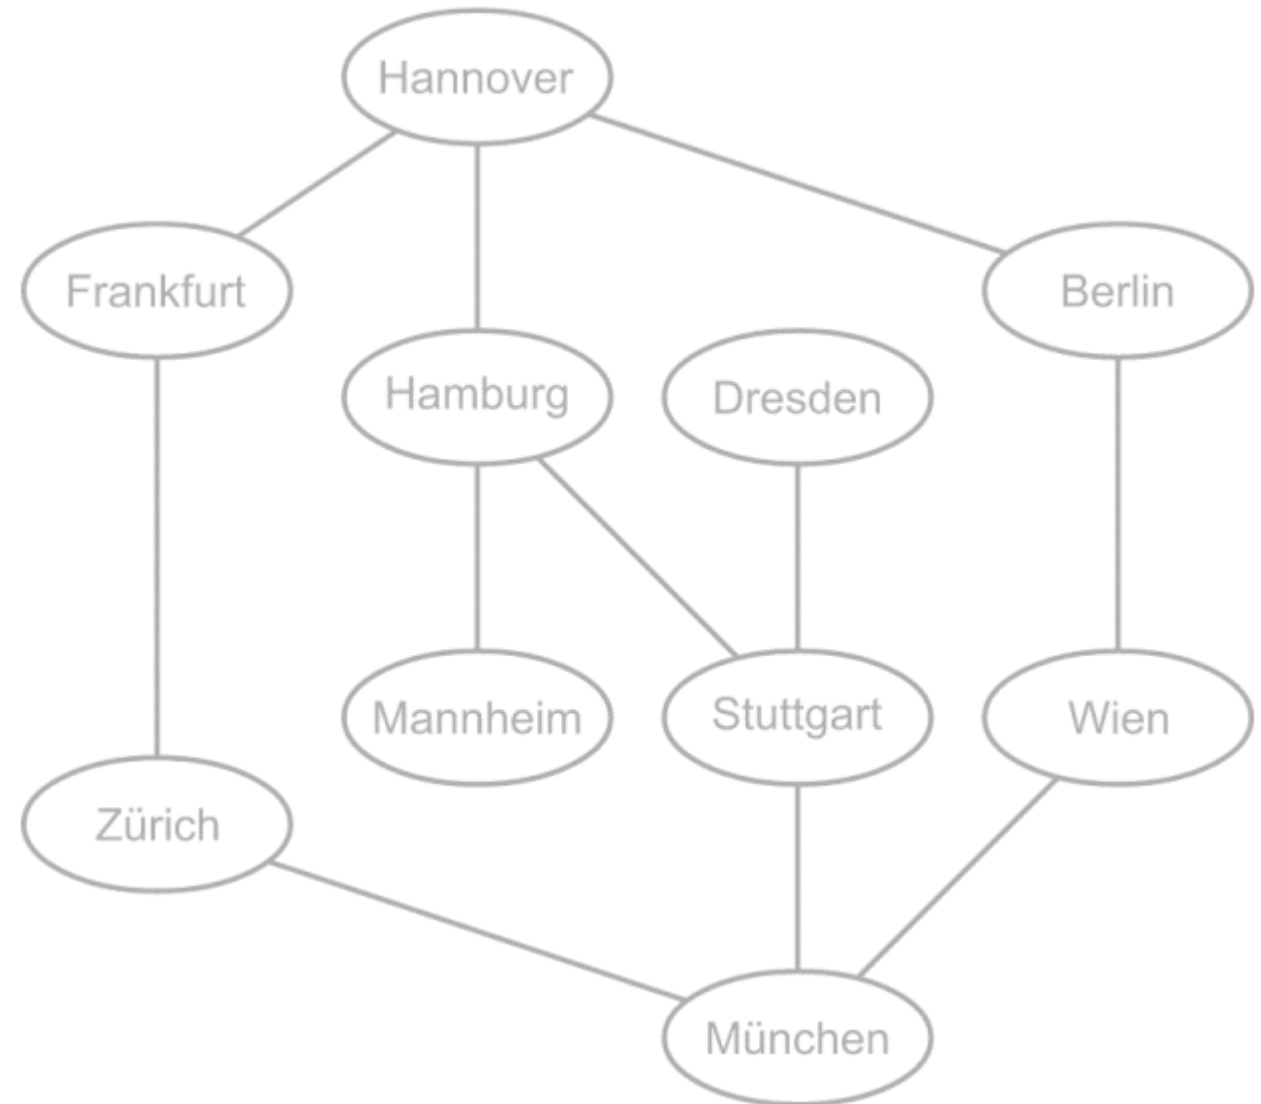 Hannover
Frankfurt
Berlin
Hamburg
Dresden
Mannheim
Stuttgart
Wien
Zürich
München